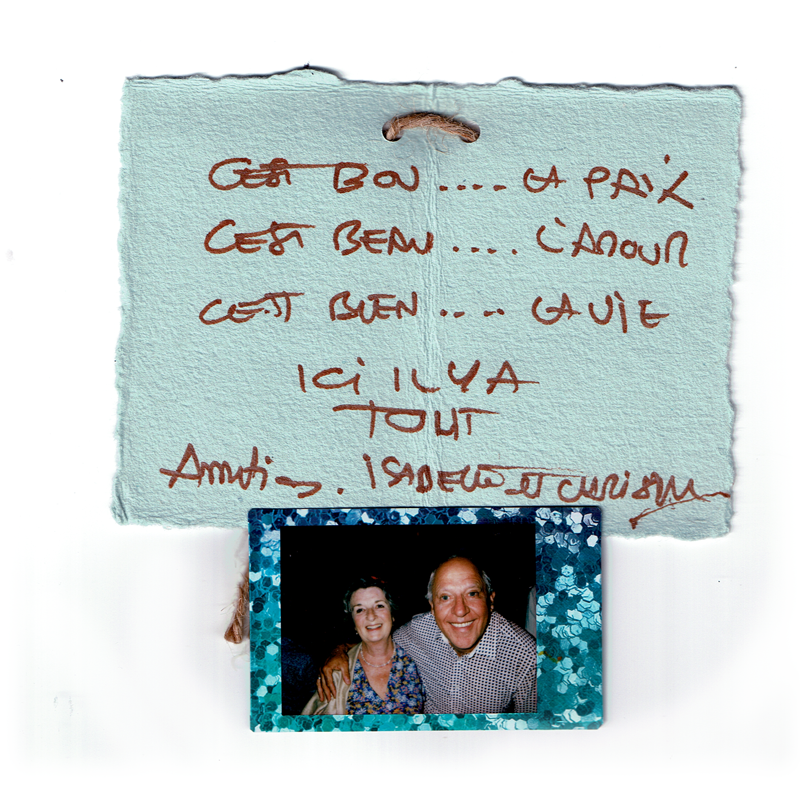 C'EST BON .... LA PAIX
C'EST BEAU .... L'AMOUR
C'EST BIEN .... LA VIE
ICI IL Y A
TOUT
Amitiés. ISABELLE ET CHRISTIAN